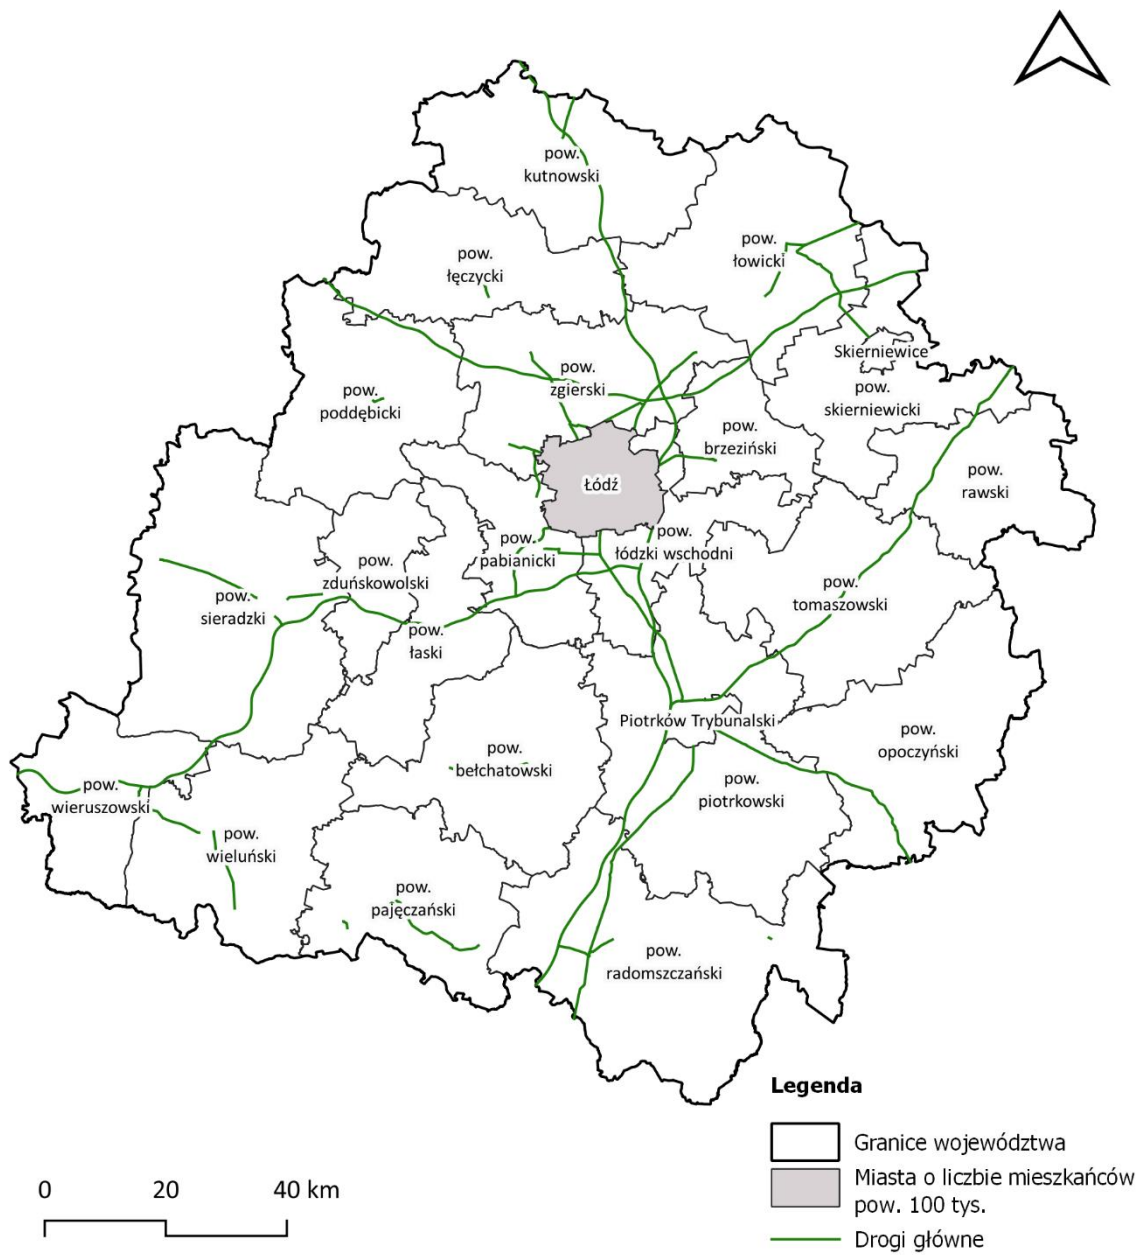 pow.
kutnowski
pow.
łowicki
pow.
łęczycki
Skierniewice
pow.
zgierski
pow.
skierniewicki
pow.
poddębicki
pow.
brzeziński
pow.
rawski
Łódź
pow.
łódzki wschodni
pow.
pabianicki
pow.
zduńskowolski
pow.
sieradzki
pow.
tomaszowski
pow.
łaski
Piotrków Trybunalski
pow.
opoczyński
pow.
bełchatowski
pow.
piotrkowski
pow.
wieruszowski
pow.
wieluński
pow.
pajęczański
pow.
radomszczański
Legenda
Granice województwa
Miasta o liczbie mieszkańców
pow. 100 tys.
Drogi główne
0 20 40 km